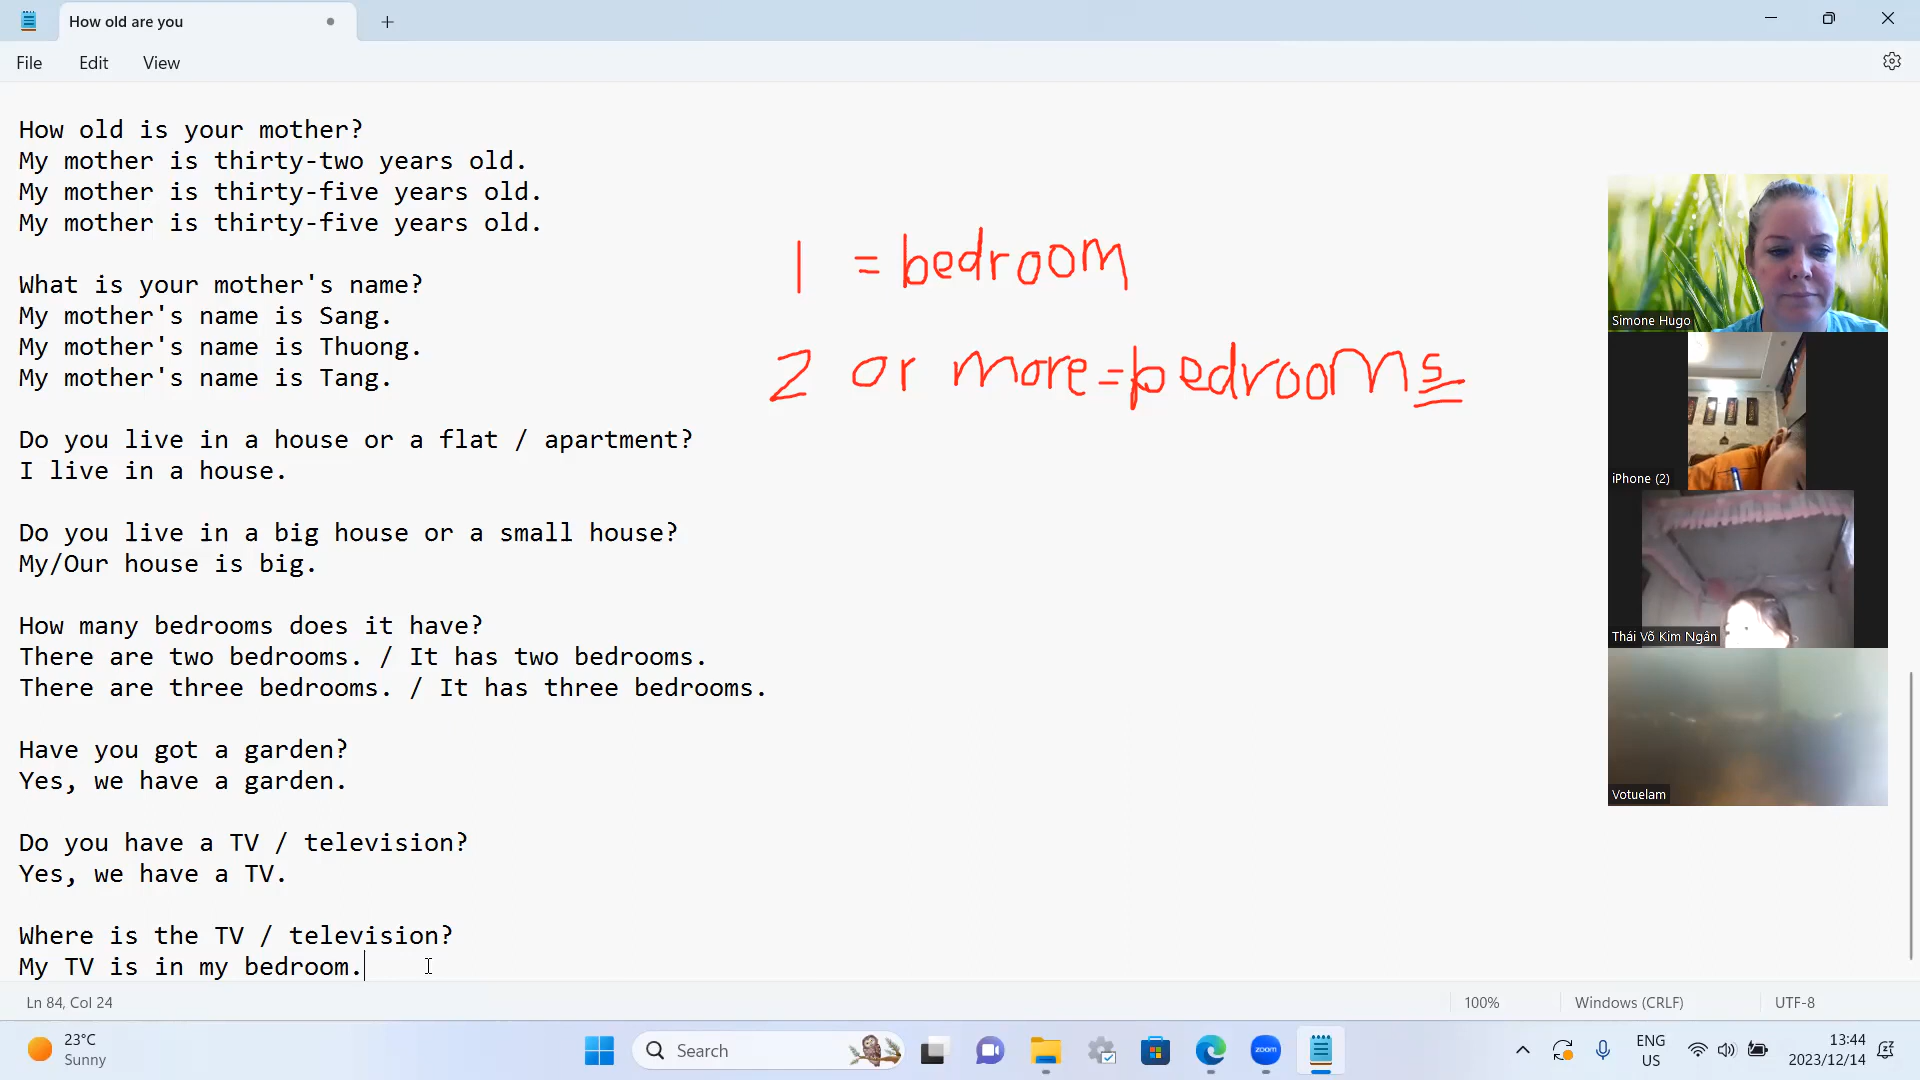 How old are you
File Edit View
How old is your mother?
My mother is thirty-two years old.
My mother is thirty-five years old.
My mother is thirty-five years old.
What is your mother's name?
My mother's name is Sang.
My mother's name is Thuong.
My mother's name is Tang.
Do you live in a house or a flat / apartment?
I live in a house.
Do you live in a big house or a small house?
My/Our house is big.
How many bedrooms does it have?
There are two bedrooms. / It has two bedrooms.
There are three bedrooms. / It has three bedrooms.
Have you got a garden?
Yes, we have a garden.
Do you have a TV / television?
Yes, we have a TV.
Where is the TV / television?
My TV is in my bedroom.
1 = bedroom
2 or more = bedrooms
Simone Hugo
iPhone (2)
Thái Võ Kim Ngân
Votuelam
Ln 84, Col 24
100%
Windows (CRLF)
UTF-8
23°C
Sunny
Search
zoom
ENG
US
13:44
2023/12/14